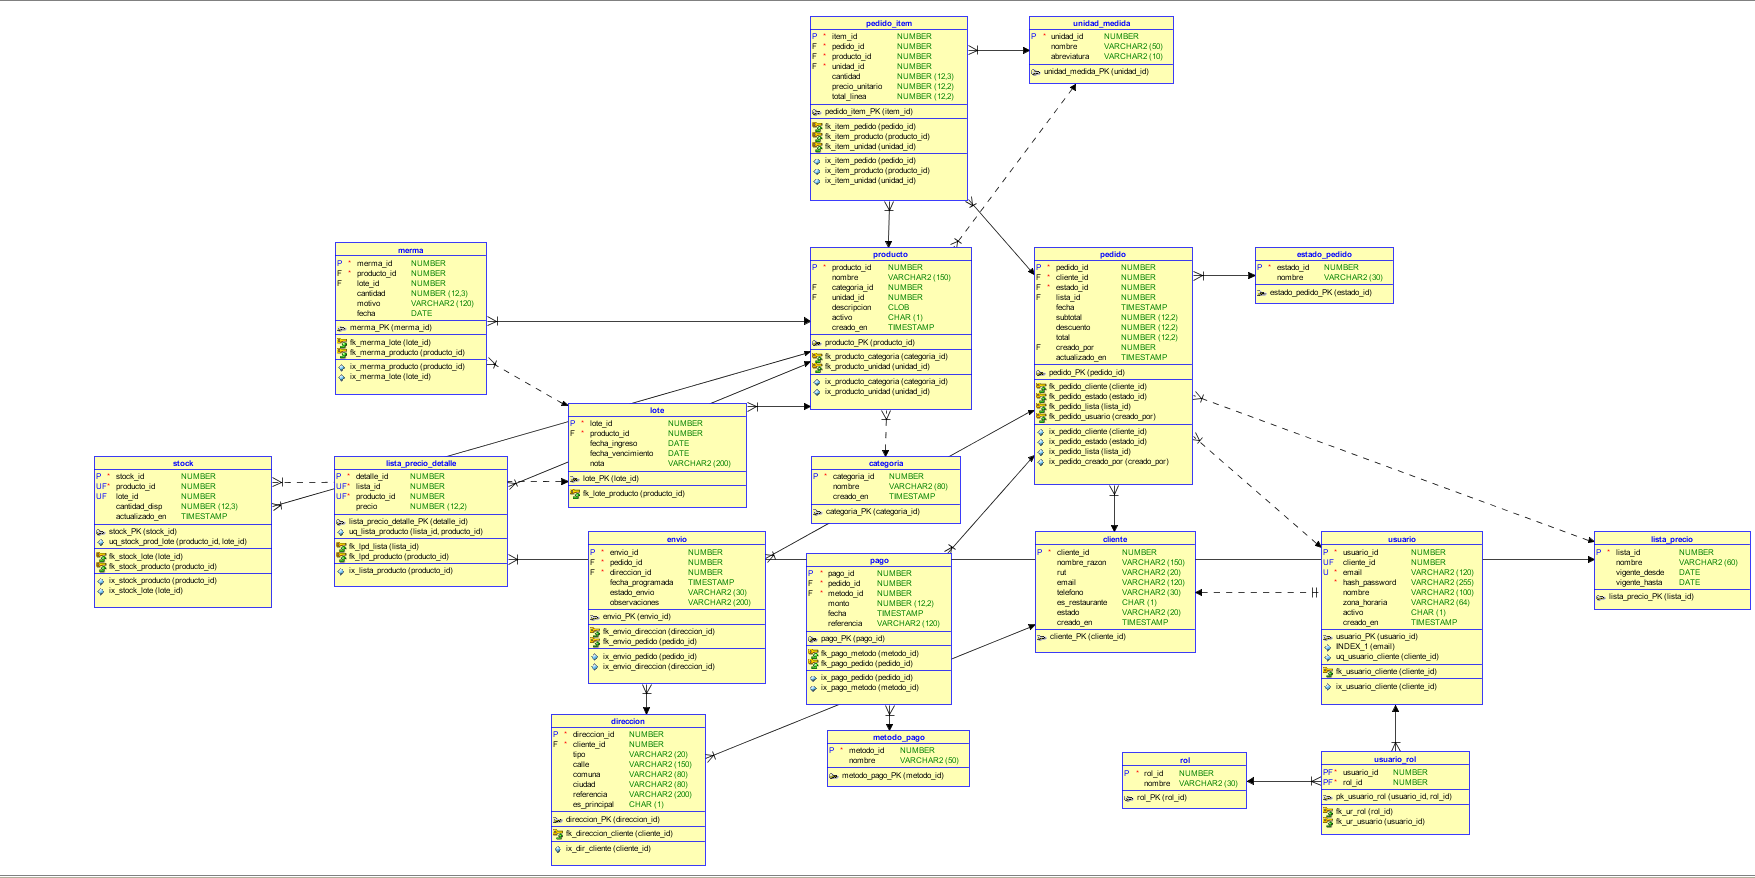 pedido_item
P * item_id NUMBER
F * pedido_id NUMBER
F * producto_id NUMBER
F * unidad_id NUMBER
cantidad NUMBER (12,3)
precio_unitario NUMBER (12,2)
total_linea NUMBER (12,2)
pedido_item_PK (item_id)
fk_item_pedido (pedido_id)
fk_item_producto (producto_id)
fk_item_unidad (unidad_id)
ix_item_pedido (pedido_id)
ix_item_producto (producto_id)
ix_item_unidad (unidad_id)
unidad_medida
P * unidad_id NUMBER
nombre VARCHAR2 (50)
abreviatura VARCHAR2 (10)
unidad_medida_PK (unidad_id)
merma
P * merma_id NUMBER
F * producto_id NUMBER
F lote_id NUMBER
cantidad NUMBER (12,3)
motivo VARCHAR2 (120)
fecha DATE
merma_PK (merma_id)
fk_merma_lote (lote_id)
fk_merma_producto (producto_id)
ix_merma_producto (producto_id)
ix_merma_lote (lote_id)
producto
P * producto_id NUMBER
nombre VARCHAR2 (150)
F categoria_id NUMBER
F unidad_id NUMBER
descripcion CLOB
activo CHAR (1)
creado_en TIMESTAMP
producto_PK (producto_id)
fk_producto_categoria (categoria_id)
fk_producto_unidad (unidad_id)
ix_producto_categoria (categoria_id)
ix_producto_unidad (unidad_id)
pedido
P * pedido_id NUMBER
F * cliente_id NUMBER
F * estado_id NUMBER
F lista_id NUMBER
fecha TIMESTAMP
subtotal NUMBER (12,2)
descuento NUMBER (12,2)
total NUMBER (12,2)
F creado_por NUMBER
actualizado_en TIMESTAMP
pedido_PK (pedido_id)
fk_pedido_cliente (cliente_id)
fk_pedido_estado (estado_id)
fk_pedido_lista (lista_id)
fk_pedido_usuario (creado_por)
ix_pedido_cliente (cliente_id)
ix_pedido_estado (estado_id)
ix_pedido_lista (lista_id)
ix_pedido_creado_por (creado_por)
estado_pedido
P * estado_id NUMBER
nombre VARCHAR2 (30)
estado_pedido_PK (estado_id)
lote
P * lote_id NUMBER
F * producto_id NUMBER
fecha_ingreso DATE
fecha_vencimiento DATE
nota VARCHAR2 (200)
lote_PK (lote_id)
fk_lote_producto (producto_id)
stock
P * stock_id NUMBER
UF* producto_id NUMBER
UF lote_id NUMBER
cantidad_disp NUMBER (12,3)
actualizado_en TIMESTAMP
stock_PK (stock_id)
uq_stock_prod_lote (producto_id, lote_id)
fk_stock_lote (lote_id)
fk_stock_producto (producto_id)
ix_stock_producto (producto_id)
ix_stock_lote (lote_id)
lista_precio_detalle
P * detalle_id NUMBER
UF* lista_id NUMBER
UF* producto_id NUMBER
precio NUMBER (12,2)
lista_precio_detalle_PK (detalle_id)
uq_lista_producto (lista_id, producto_id)
fk_lpd_lista (lista_id)
fk_lpd_producto (producto_id)
ix_lista_producto (producto_id)
categoria
P * categoria_id NUMBER
nombre VARCHAR2 (80)
creado_en TIMESTAMP
categoria_PK (categoria_id)
envio
P * envio_id NUMBER
F * pedido_id NUMBER
F * direccion_id NUMBER
fecha_programada TIMESTAMP
estado_envio VARCHAR2 (30)
observaciones VARCHAR2 (200)
envio_PK (envio_id)
fk_envio_direccion (direccion_id)
fk_envio_pedido (pedido_id)
ix_envio_pedido (pedido_id)
ix_envio_direccion (direccion_id)
pago
P * pago_id NUMBER
F * pedido_id NUMBER
F * metodo_id NUMBER
monto NUMBER (12,2)
fecha TIMESTAMP
referencia VARCHAR2 (120)
pago_PK (pago_id)
fk_pago_metodo (metodo_id)
fk_pago_pedido (pedido_id)
ix_pago_pedido (pedido_id)
ix_pago_metodo (metodo_id)
cliente
P * cliente_id NUMBER
nombre_razon VARCHAR2 (150)
rut VARCHAR2 (20)
email VARCHAR2 (120)
telefono VARCHAR2 (30)
es_restaurante CHAR (1)
estado VARCHAR2 (20)
creado_en TIMESTAMP
cliente_PK (cliente_id)
usuario
P * usuario_id NUMBER
UF cliente_id NUMBER
U * email VARCHAR2 (120)
* hash_password VARCHAR2 (255)
nombre VARCHAR2 (100)
zona_horaria VARCHAR2 (64)
activo CHAR (1)
creado_en TIMESTAMP
usuario_PK (usuario_id)
INDEX_1 (email)
uq_usuario_cliente (cliente_id)
fk_usuario_cliente (cliente_id)
ix_usuario_cliente (cliente_id)
lista_precio
P * lista_id NUMBER
nombre VARCHAR2 (60)
vigente_desde DATE
vigente_hasta DATE
lista_precio_PK (lista_id)
direccion
P * direccion_id NUMBER
F * cliente_id NUMBER
tipo VARCHAR2 (20)
calle VARCHAR2 (150)
comuna VARCHAR2 (80)
ciudad VARCHAR2 (80)
referencia VARCHAR2 (200)
es_principal CHAR (1)
direccion_PK (direccion_id)
fk_direccion_cliente (cliente_id)
ix_dir_cliente (cliente_id)
metodo_pago
P * metodo_id NUMBER
nombre VARCHAR2 (50)
metodo_pago_PK (metodo_id)
rol
P * rol_id NUMBER
nombre VARCHAR2 (30)
rol_PK (rol_id)
usuario_rol
PF* usuario_id NUMBER
PF* rol_id NUMBER
pk_usuario_rol (usuario_id, rol_id)
fk_ur_rol (rol_id)
fk_ur_usuario (usuario_id)